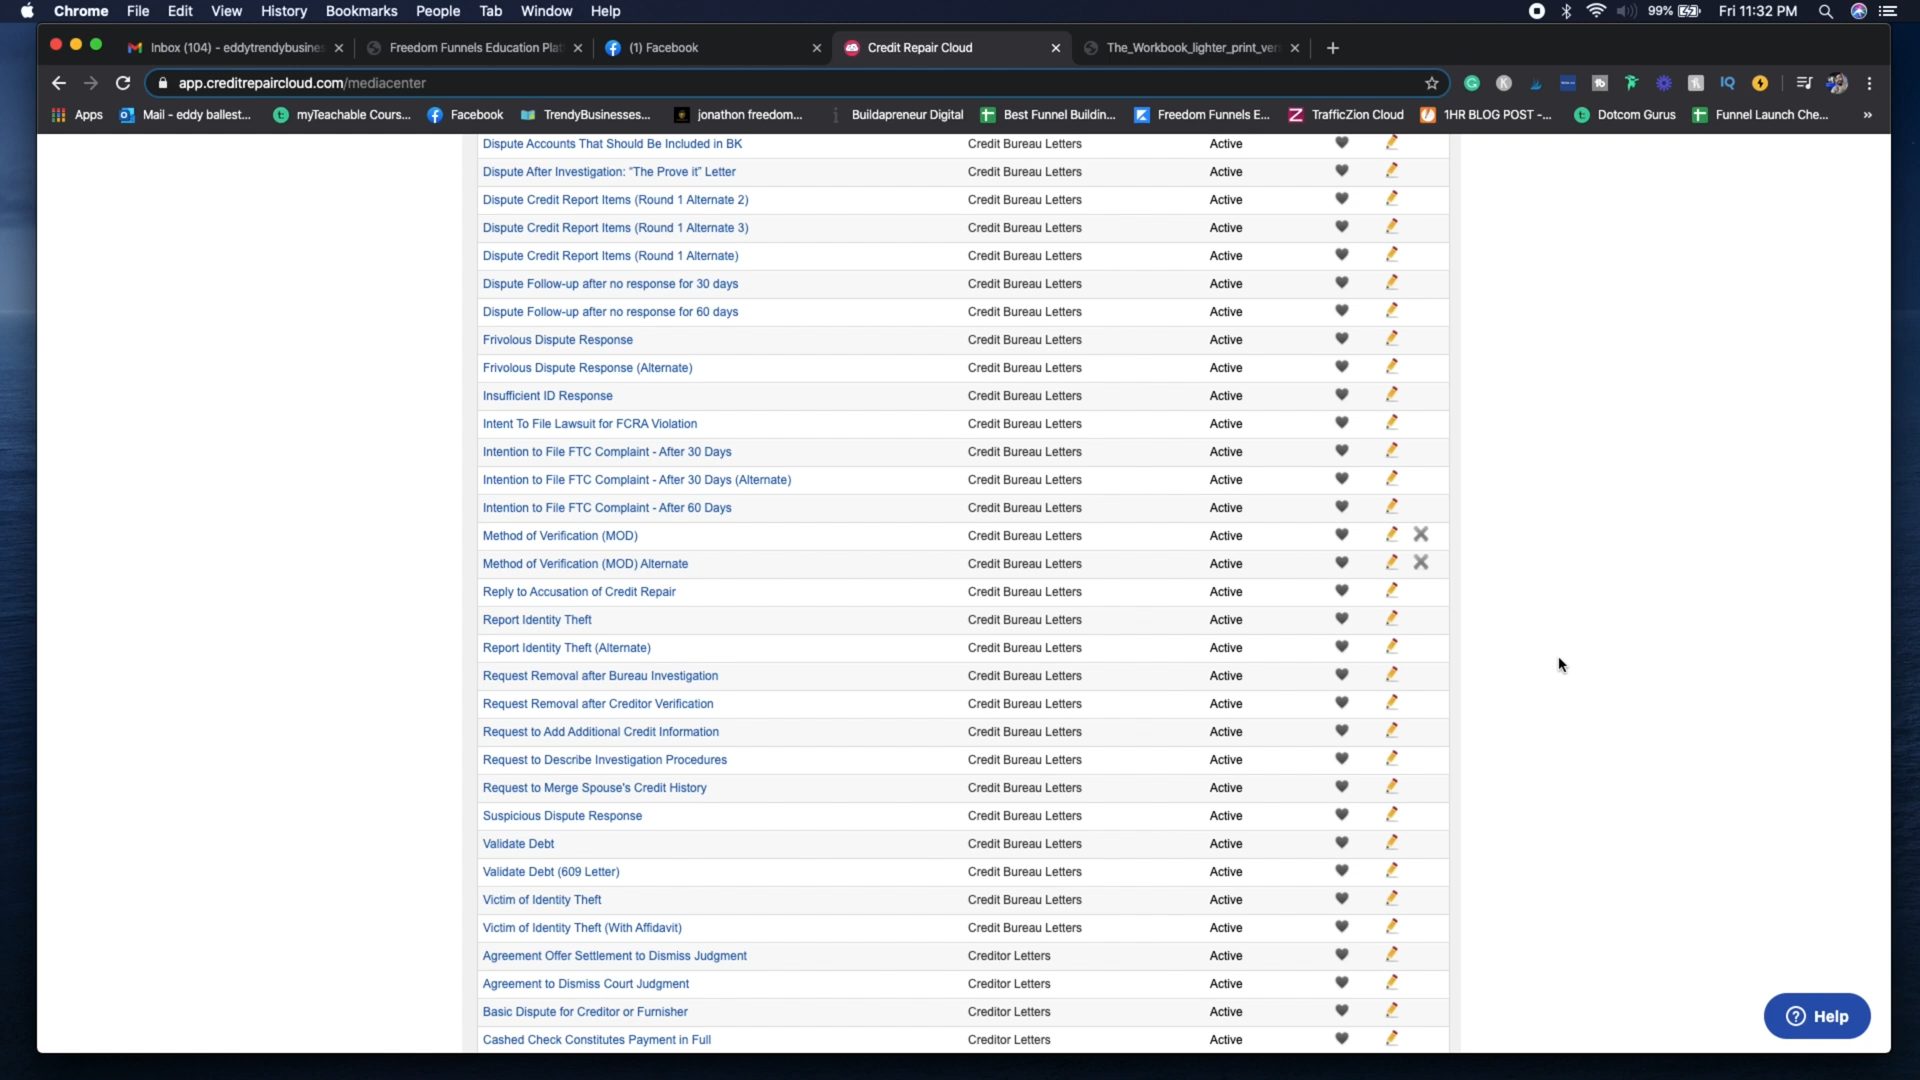 Chrome File Edit View History Bookmarks People Tab Window Help 99% Fri 11:32 PM
Inbox (104) - eddytrendybusines Freedom Funnels Education Plat (1) Facebook Credit Repair Cloud The_Workbook_lighter_print_ver
app.creditrepaircloud.com/mediacenter
Apps Mail - eddy ballest... myTeachable Cours... Facebook TrendyBusinesses... jonathon freedom... Buildapreneur Digital Best Funnel Buildin... Freedom Funnels E... TrafficZion Cloud 1HR BLOG POST -... Dotcom Gurus Funnel Launch Che... »
Dispute Accounts That Should Be Included in BK Credit Bureau Letters Active
Dispute After Investigation: "The Prove it" Letter Credit Bureau Letters Active
Dispute Credit Report Items (Round 1 Alternate 2) Credit Bureau Letters Active
Dispute Credit Report Items (Round 1 Alternate 3) Credit Bureau Letters Active
Dispute Credit Report Items (Round 1 Alternate) Credit Bureau Letters Active
Dispute Follow-up after no response for 30 days Credit Bureau Letters Active
Dispute Follow-up after no response for 60 days Credit Bureau Letters Active
Frivolous Dispute Response Credit Bureau Letters Active
Frivolous Dispute Response (Alternate) Credit Bureau Letters Active
Insufficient ID Response Credit Bureau Letters Active
Intent To File Lawsuit for FCRA Violation Credit Bureau Letters Active
Intention to File FTC Complaint - After 30 Days Credit Bureau Letters Active
Intention to File FTC Complaint - After 30 Days (Alternate) Credit Bureau Letters Active
Intention to File FTC Complaint - After 60 Days Credit Bureau Letters Active
Method of Verification (MOD) Credit Bureau Letters Active
Method of Verification (MOD) Alternate Credit Bureau Letters Active
Reply to Accusation of Credit Repair Credit Bureau Letters Active
Report Identity Theft Credit Bureau Letters Active
Report Identity Theft (Alternate) Credit Bureau Letters Active
Request Removal after Bureau Investigation Credit Bureau Letters Active
Request Removal after Creditor Verification Credit Bureau Letters Active
Request to Add Additional Credit Information Credit Bureau Letters Active
Request to Describe Investigation Procedures Credit Bureau Letters Active
Request to Merge Spouse's Credit History Credit Bureau Letters Active
Suspicious Dispute Response Credit Bureau Letters Active
Validate Debt Credit Bureau Letters Active
Validate Debt (609 Letter) Credit Bureau Letters Active
Victim of Identity Theft Credit Bureau Letters Active
Victim of Identity Theft (With Affidavit) Credit Bureau Letters Active
Agreement Offer Settlement to Dismiss Judgment Creditor Letters Active
Agreement to Dismiss Court Judgment Creditor Letters Active
Basic Dispute for Creditor or Furnisher Creditor Letters Active
Cashed Check Constitutes Payment in Full Creditor Letters Active
Help